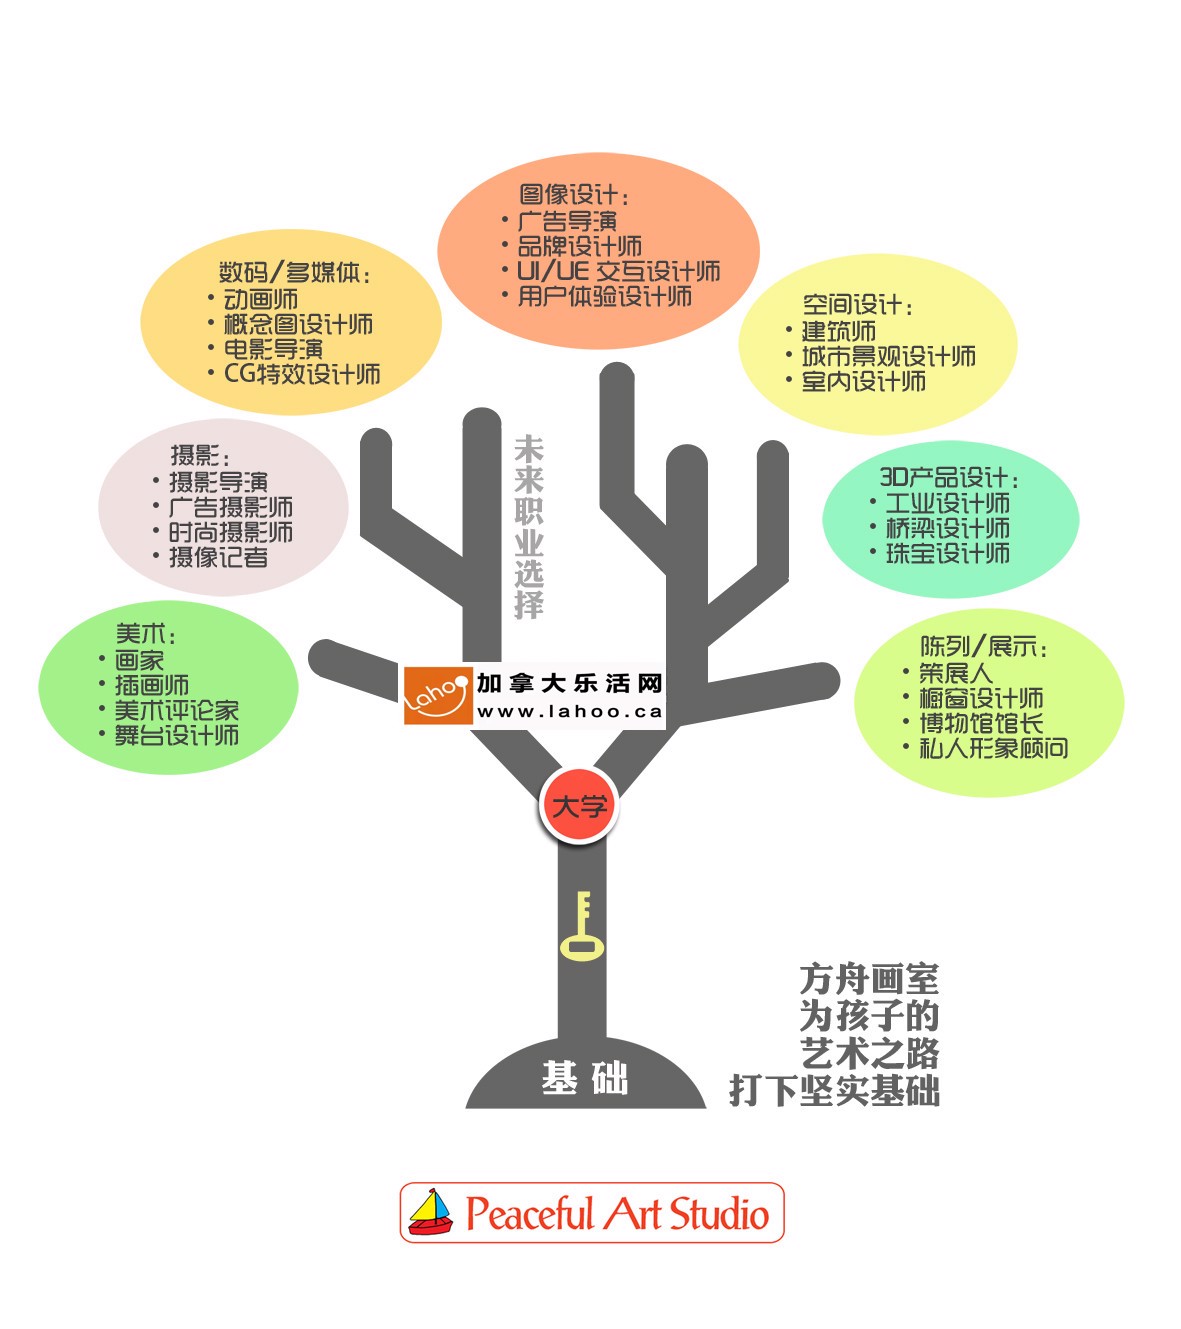 图像设计：
• 广告导演
• 品牌设计师
• UI/UE 交互设计师
• 用户体验设计师
数码/多媒体：
• 动画师
• 概念图设计师
• 电影导演
• CG特效设计师
空间设计：
• 建筑师
• 城市景观设计师
• 室内设计师
摄影：
• 摄影导演
• 广告摄影师
• 时尚摄影师
• 摄像记者
未来职业选择
3D产品设计：
• 工业设计师
• 桥梁设计师
• 珠宝设计师
美术：
• 画家
• 插画师
• 美术评论家
• 舞台设计师
陈列/展示：
• 策展人
• 橱窗设计师
• 博物馆馆长
• 私人形象顾问
Lahoo
加拿大乐活网
www.lahoo.ca
大学
基础
方舟画室
为孩子的
艺术之路
打下坚实基础
Peaceful Art Studio